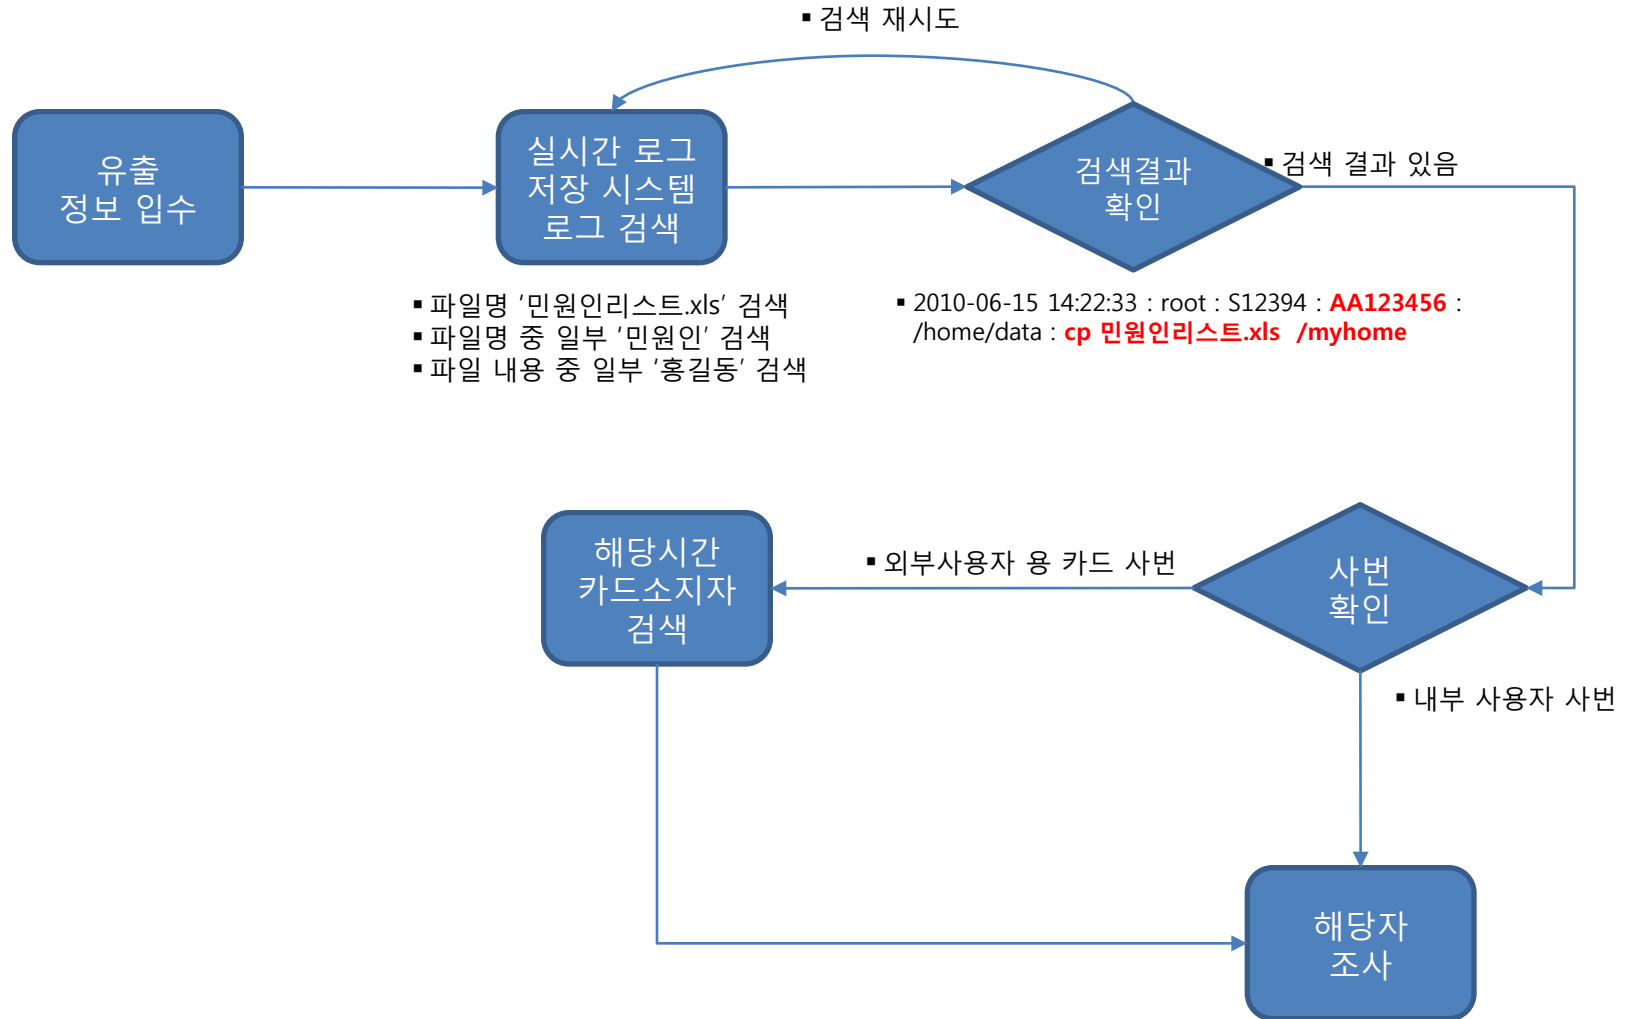 ▪ 검색 재시도
유출
정보 입수
실시간 로그
저장 시스템
로그 검색
검색결과
확인
▪ 검색 결과 있음
▪ 파일명 '민원인리스트.xls' 검색
▪ 파일명 중 일부 '민원인' 검색
▪ 파일 내용 중 일부 '홍길동' 검색
▪ 2010-06-15 14:22:33 : root : S12394 : AA123456 :
/home/data : cp 민원인리스트.xls /myhome
해당시간
카드소지자
검색
▪ 외부사용자 용 카드 사번
사번
확인
▪ 내부 사용자 사번
해당자
조사